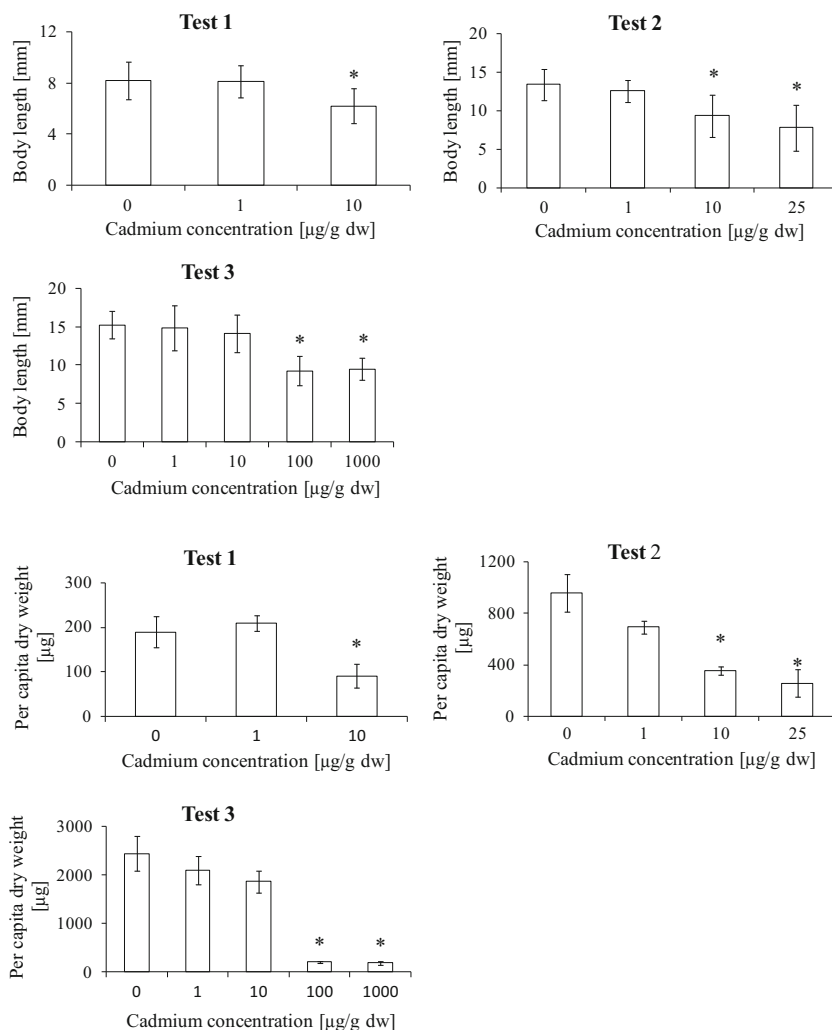 Test 1
Body length [mm]
12
8
4
0
*
0 1 10
Cadmium concentration [µg/g dw]
Test 2
Body length [mm]
20
15
10
5
0
* *
0 1 10 25
Cadmium concentration [µg/g dw]
Test 3
Body length [mm]
20
15
10
5
0
* *
0 1 10 100 1000
Cadmium concentration [µg/g dw]
Test 1
Per capita dry weight
[µg]
300
200
100
0
*
0 1 10
Cadmium concentration [µg/g dw]
Test 2
Per capita dry weight
[µg]
1200
800
400
0
* *
0 1 10 25
Cadmium concentration [µg/g dw]
Test 3
Per capita dry weight
[µg]
3000
2000
1000
0
* *
0 1 10 100 1000
Cadmium concentration [µg/g dw]